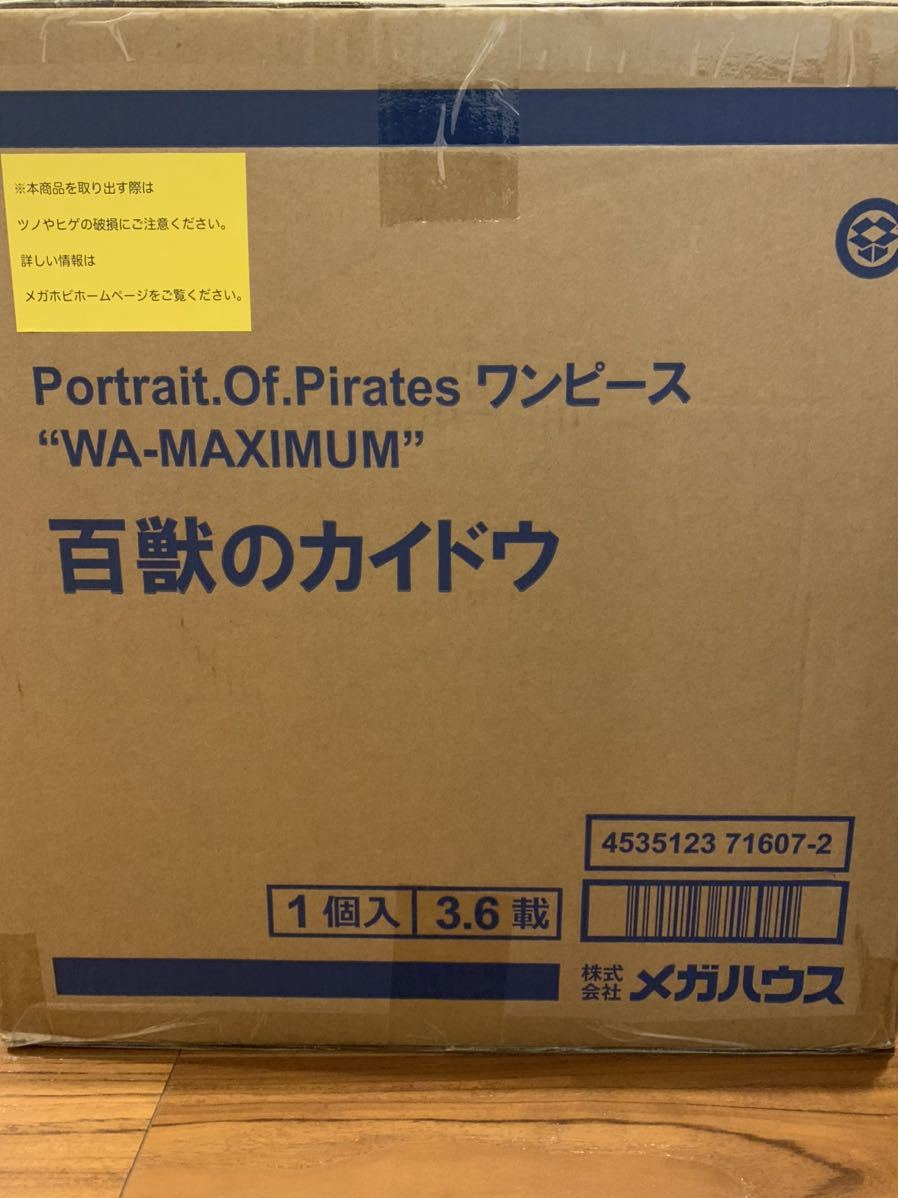 ※本商品を取り出す際は
ツノやヒゲの破損にご注意ください。
詳しい情報は
メガホビホームページをご覧ください。
Portrait.Of.Pirates ワンピース
“WA-MAXIMUM”
百獣のカイドウ
4535123 71607-2
1個入 3.6載
株式会社 メガハウス